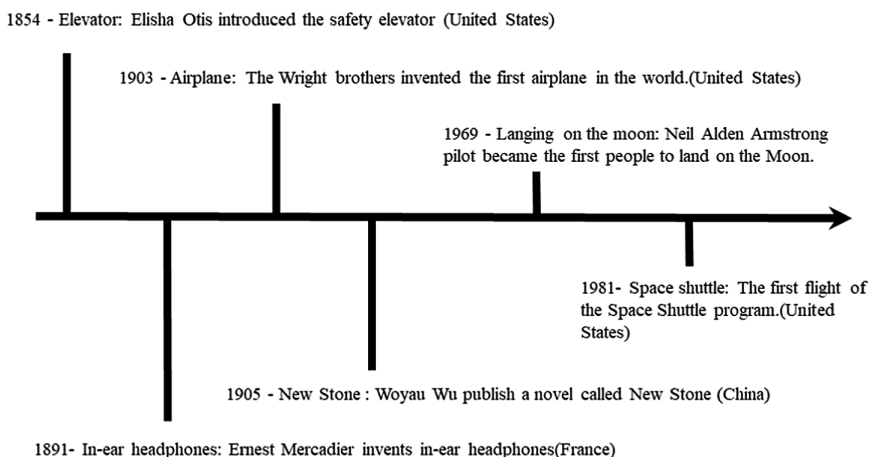 1854 - Elevator: Elisha Otis introduced the safety elevator (United States)
1903 - Airplane: The Wright brothers invented the first airplane in the world.(United States)
1969 - Langing on the moon: Neil Alden Armstrong
pilot became the first people to land on the Moon.
1981- Space shuttle: The first flight of
the Space Shuttle program.(United
States)
1905 - New Stone : Woyau Wu publish a novel called New Stone (China)
1891- In-ear headphones: Ernest Mercadier invents in-ear headphones(France)